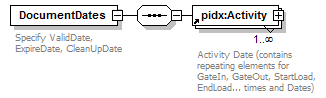 DocumentDates
pidx:Activity
1..∞
Specify ValidDate,
ExpireDate, CleanUpDate
Activity Date (contains
repeating elements for
GateIn, GateOut, StartLoad,
EndLoad... times and Dates)